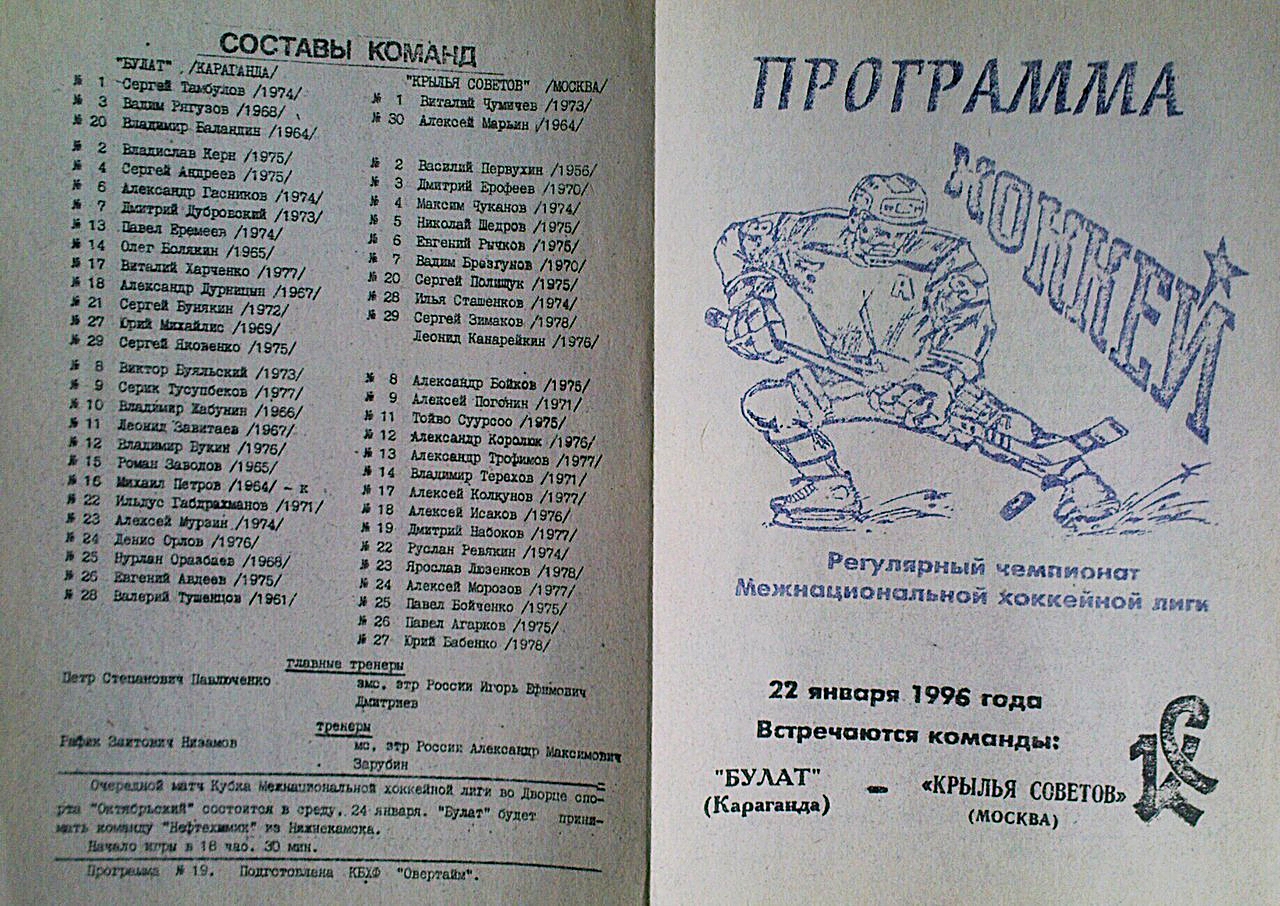 СОСТАВЫ КОМАНД
"БУЛАТ" /КАРАГАНДА/
№ 1 Сергей Тамбулов /1974/
№ 3 Вадим Рягузов /1968/
№ 20 Владимир Баландин /1964/
№ 2 Владислав Керн /1975/
№ 4 Сергей Андреев /1975/
№ 6 Александр Гасников /1974/
№ 7 Дмитрий Дубровский /1973/
№ 13 Павел Еремеев /1974/
№ 14 Олег Болякин /1965/
№ 17 Виталий Харченко /1977/
№ 18 Александр Дурницын /1967/
№ 21 Сергей Бунякин /1972/
№ 27 Юрий Михайлис /1969/
№ 29 Сергей Яковенко /1975/
№ 8 Виктор Буяльский /1973/
№ 9 Серик Тусупбеков /1977/
№ 10 Владимир Жабунин /1966/
№ 11 Леонид Завитаев /1967/
№ 12 Владимир Букин /1976/
№ 15 Роман Заводов /1965/
№ 16 Михаил Петров /1964/ - к
№ 22 Ильдус Габдрахманов /1971/
№ 23 Алексей Мурзин /1974/
№ 24 Денис Орлов /1976/
№ 25 Нурлан Оразбаев /1968/
№ 26 Евгений Авдеев /1975/
№ 28 Валерий Тушенцов /1961/
"КРЫЛЬЯ СОВЕТОВ" /МОСКВА/
№ 1 Виталий Чумичев /1973/
№ 30 Алексей Марьин /1964/
№ 2 Василий Первухин /1956/
№ 3 Дмитрий Ерофеев /1970/
№ 4 Максим Чуканов /1974/
№ 5 Николай Щедров /1975/
№ 6 Евгений Рычков /1975/
№ 7 Вадим Брезгунов /1970/
№ 20 Сергей Полищук /1975/
№ 28 Илья Сташенков /1974/
№ 29 Сергей Зимаков /1978/
Леонид Канарейкин /1976/
№ 8 Александр Бойков /1975/
№ 9 Алексей Погонин /1971/
№ 11 Тойво Суурсоо /1975/
№ 12 Александр Королюк /1976/
№ 13 Александр Трофимов /1977/
№ 14 Владимир Терехов /1971/
№ 17 Алексей Колкунов /1977/
№ 18 Алексей Исаков /1976/
№ 19 Дмитрий Набоков /1977/
№ 22 Руслан Ревякин /1974/
№ 23 Ярослав Люзенков /1978/
№ 24 Алексей Морозов /1977/
№ 25 Павел Бойченко /1975/
№ 26 Павел Агарков /1975/
№ 27 Юрий Бабенко /1978/
главные тренеры
Петр Степанович Павлюченко
змс, зтр России Игорь Ефимович
Дмитриев
тренеры
Рафик Заитович Низамов
мс, зтр России Александр Максимович
Зарубин
Очередной матч Кубка Межнациональной хоккейной лиги во Дворце спо-
рта "Октябрьский" состоится в среду, 24 января. "Булат" будет прини-
мать команду "Нефтехимик" из Нижнекамска.
Начало игры в 18 час. 30 мин.
Программа № 19. Подготовлена КБХФ "Овертайм".
ПРОГРАММА
ХОККЕЙ
А
Регулярный чемпионат
Межнациональной хоккейной лиги
22 января 1996 года
Встречаются команды:
"БУЛАТ" - «КРЫЛЬЯ СОВЕТОВ»
(Караганда) (МОСКВА)